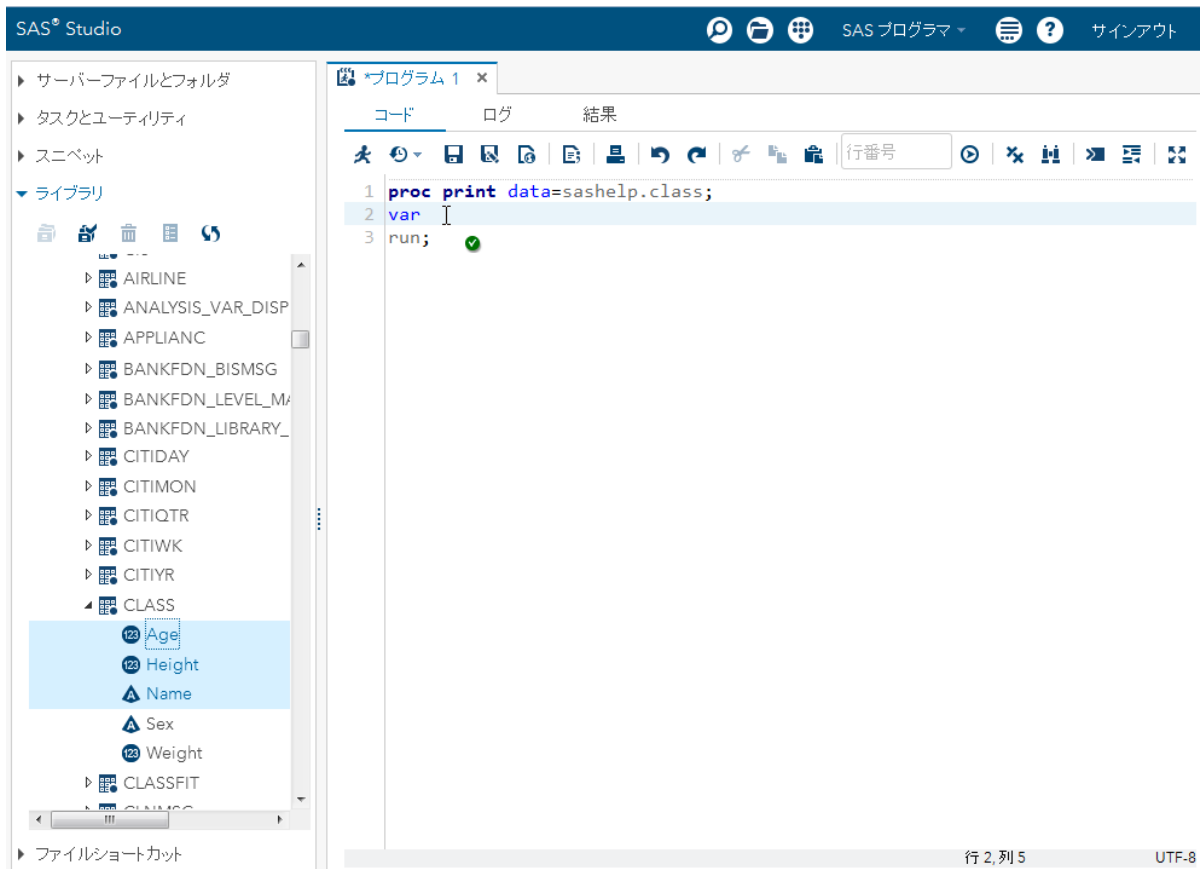 SAS® Studio
SAS プログラマ
サインアウト
サーバーファイルとフォルダ
タスクとユーティリティ
スニペット
ライブラリ
AIRLINE
ANALYSIS_VAR_DISP
APPLIANC
BANKFDN_BISMSG
BANKFDN_LEVEL_MA
BANKFDN_LIBRARY_
CITIDAY
CITIMON
CITIQTR
CITIWK
CITIYR
CLASS
Age
Height
Name
Sex
Weight
CLASSFIT
ファイルショートカット
*プログラム 1
コード ログ 結果
行番号
1 proc print data=sashelp.class;
2 var
3 run;
行 2, 列 5 UTF-8